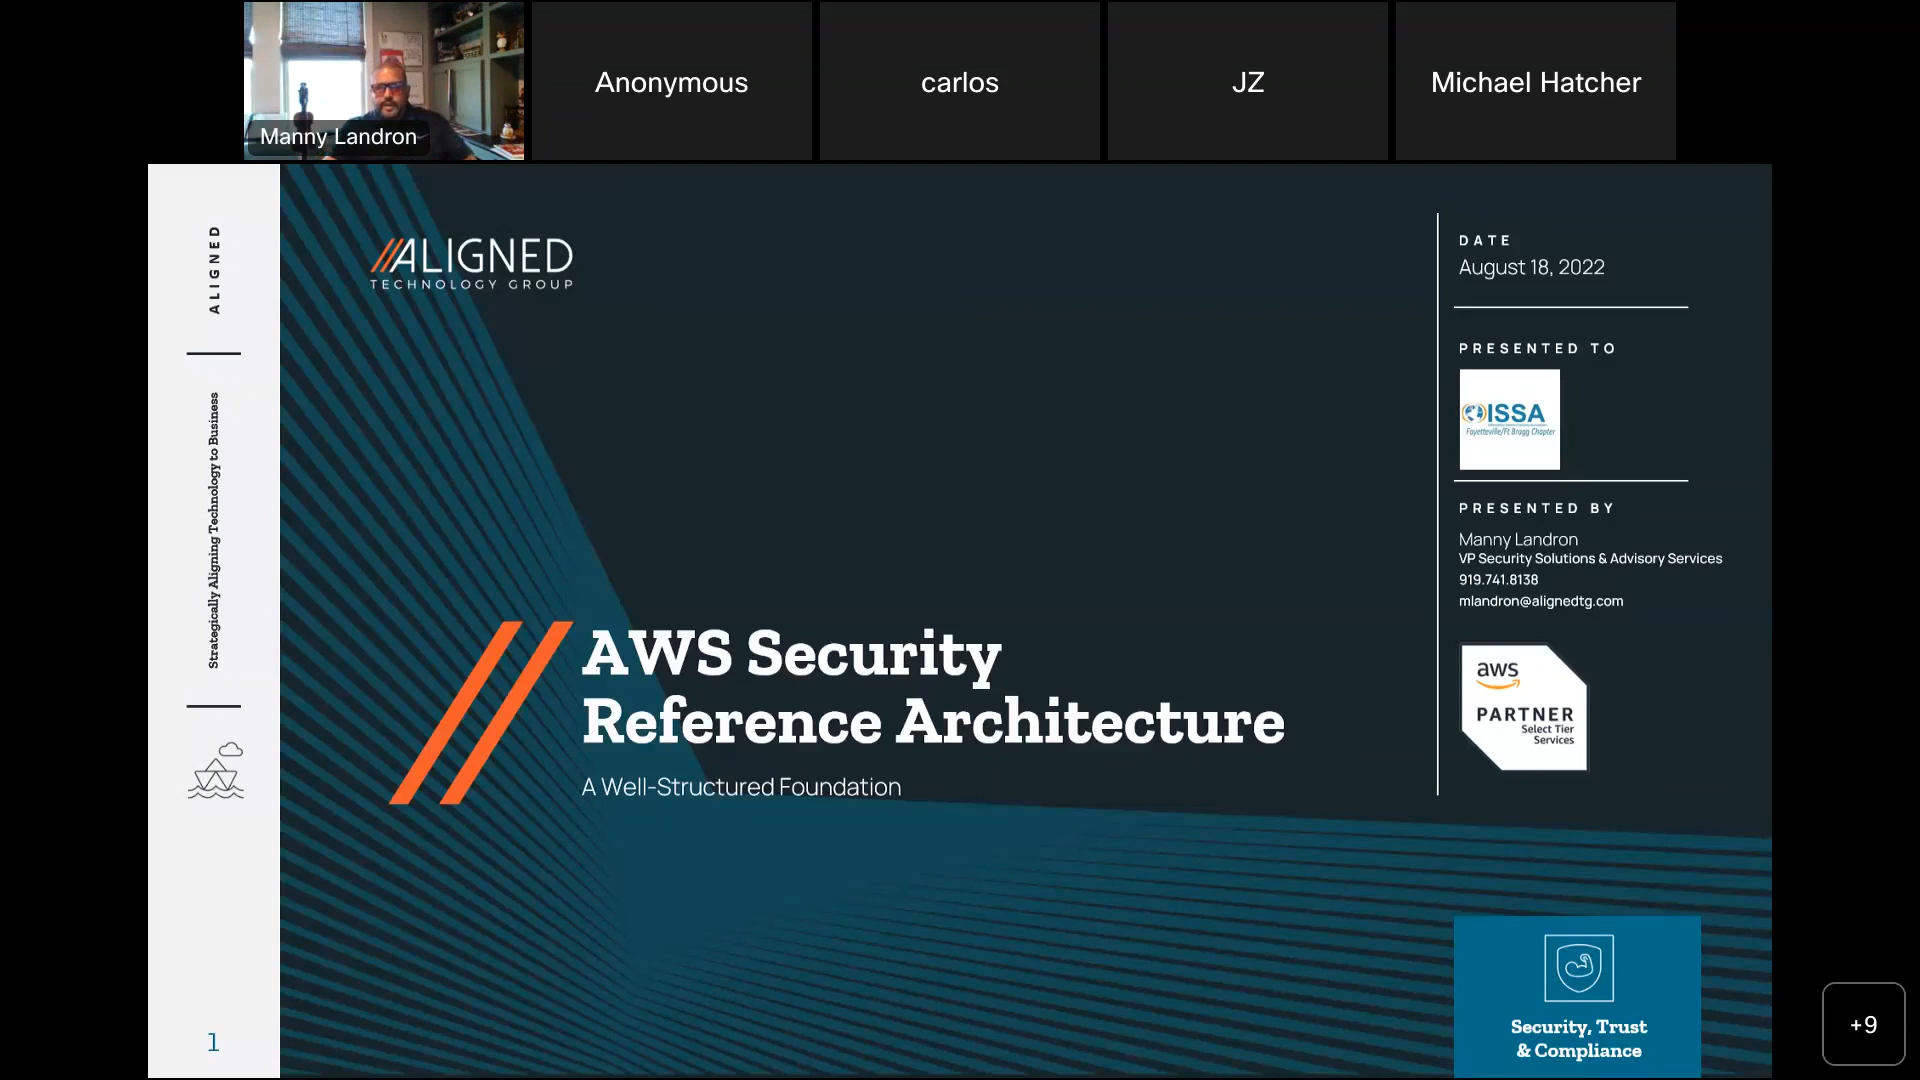 Manny Landron
Anonymous
carlos
JZ
Michael Hatcher
ALIGNED
Strategically Aligning Technology to Business
1
ALIGNED
TECHNOLOGY GROUP
AWS Security
Reference Architecture
A Well-Structured Foundation
DATE
August 18, 2022
PRESENTED TO
ISSA
Fayetteville/Ft Bragg Chapter
PRESENTED BY
Manny Landron
VP Security Solutions & Advisory Services
919.741.8138
mlandron@alignedtg.com
aws
PARTNER
Select Tier
Services
Security, Trust
& Compliance
+9